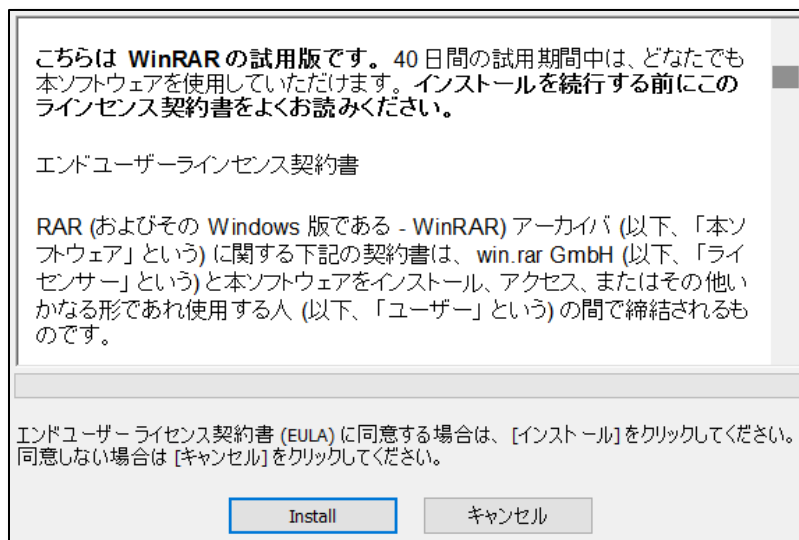 こちらは WinRAR の試用版です。40 日間の試用期間中は、どなたでも
本ソフトウェアを使用していただけます。インストールを続行する前にこの
ラインセンス契約書をよくお読みください。
エンドユーザーラインセンス契約書
RAR (およびその Windows 版である - WinRAR) アーカイバ (以下、「本ソ
フトウェア」という) に関する下記の契約書は、 win.rar GmbH (以下、「ライ
センサー」という) と本ソフトウェアをインストール、アクセス、またはその他い
かなる形であれ使用する人 (以下、「ユーザー」という) の間で締結されるも
のです。
エンドユーザー ライセンス契約書 (EULA) に同意する場合は、[インストール] をクリックしてください。
同意しない場合は [キャンセル] をクリックしてください。
Install キャンセル